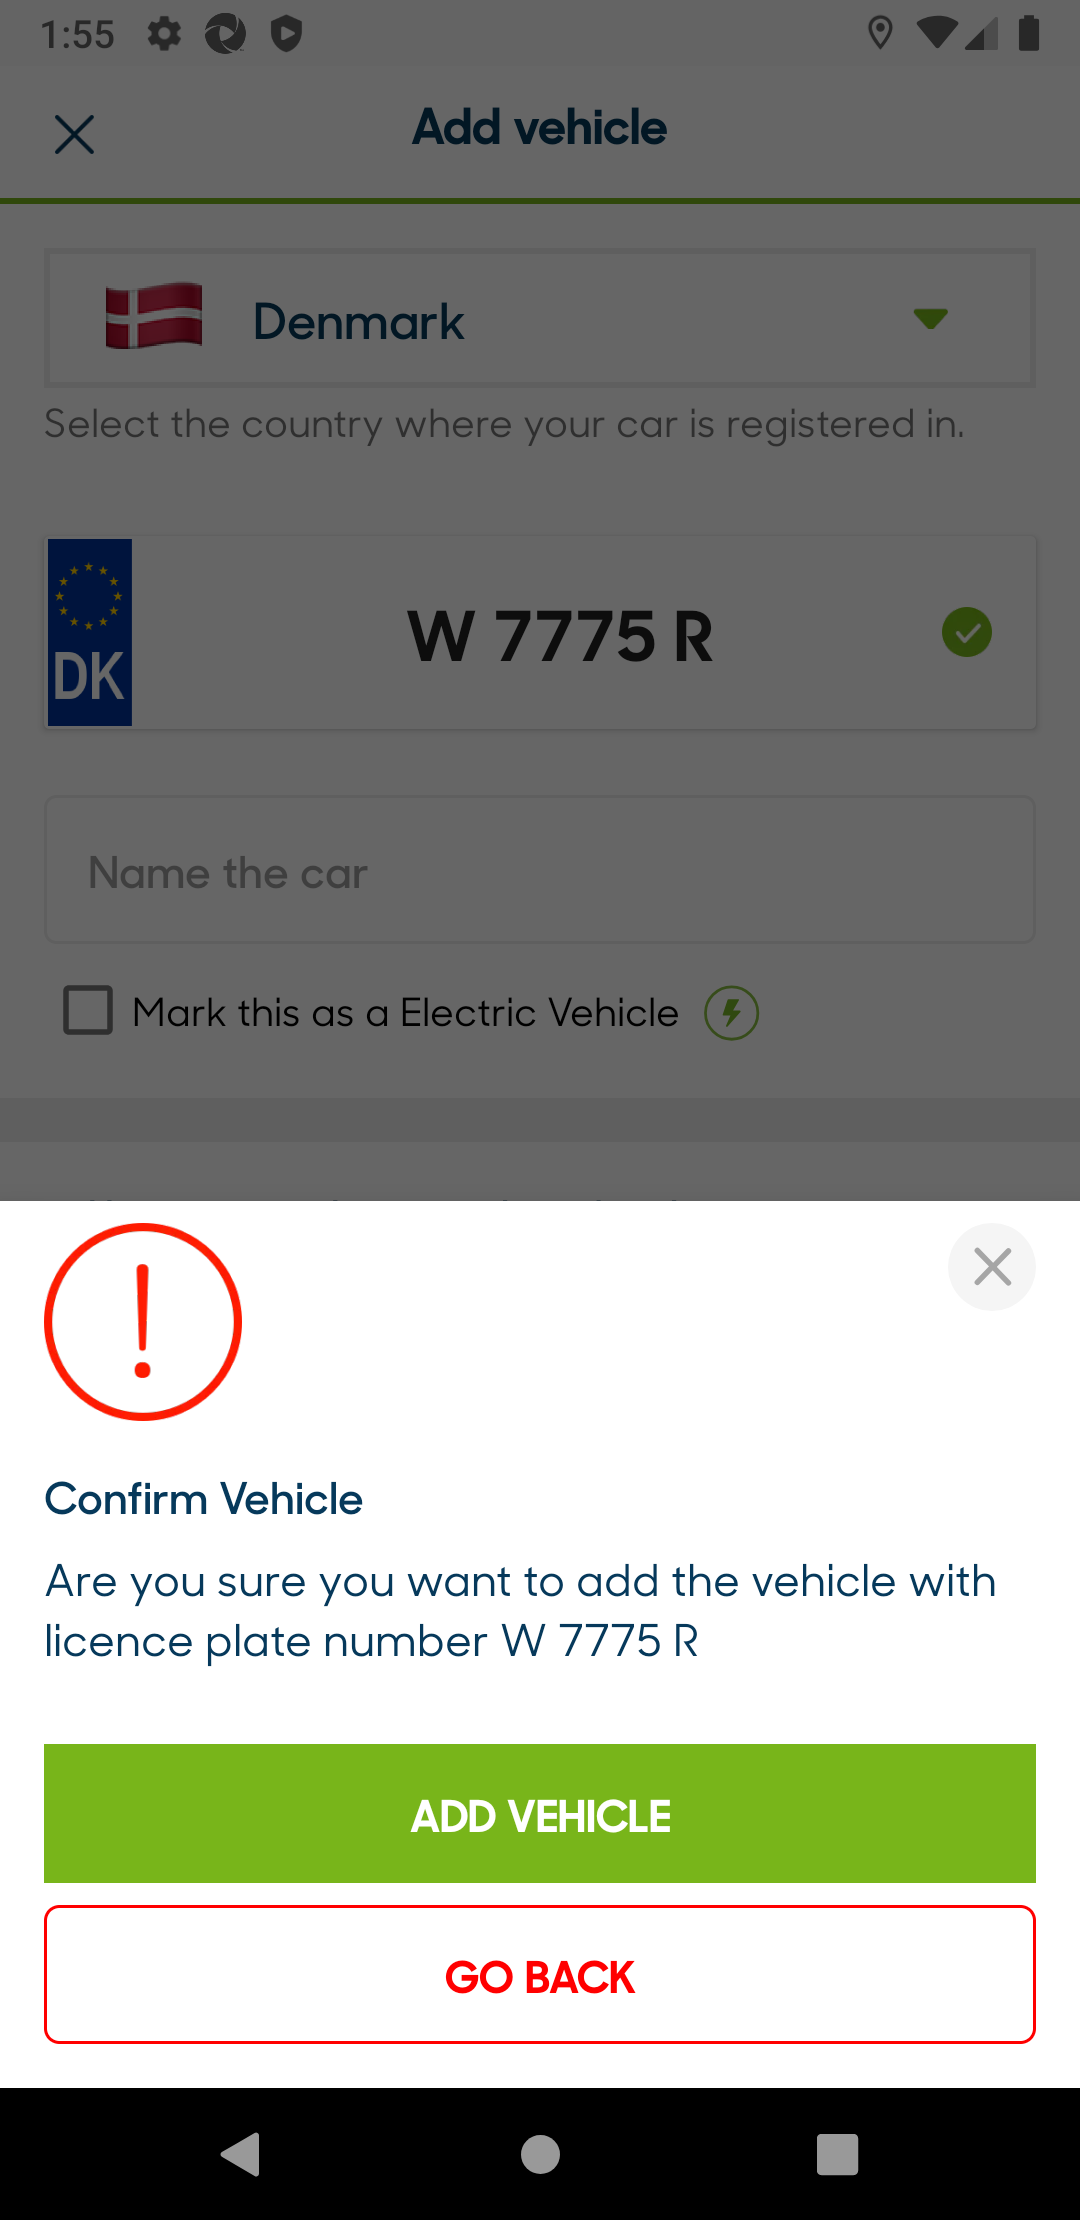 1:55
Add vehicle
Denmark
Select the country where your car is registered in.
DK
W 7775 R
Name the car
Mark this as a Electric Vehicle
Confirm Vehicle
Are you sure you want to add the vehicle with
licence plate number W 7775 R
ADD VEHICLE
GO BACK